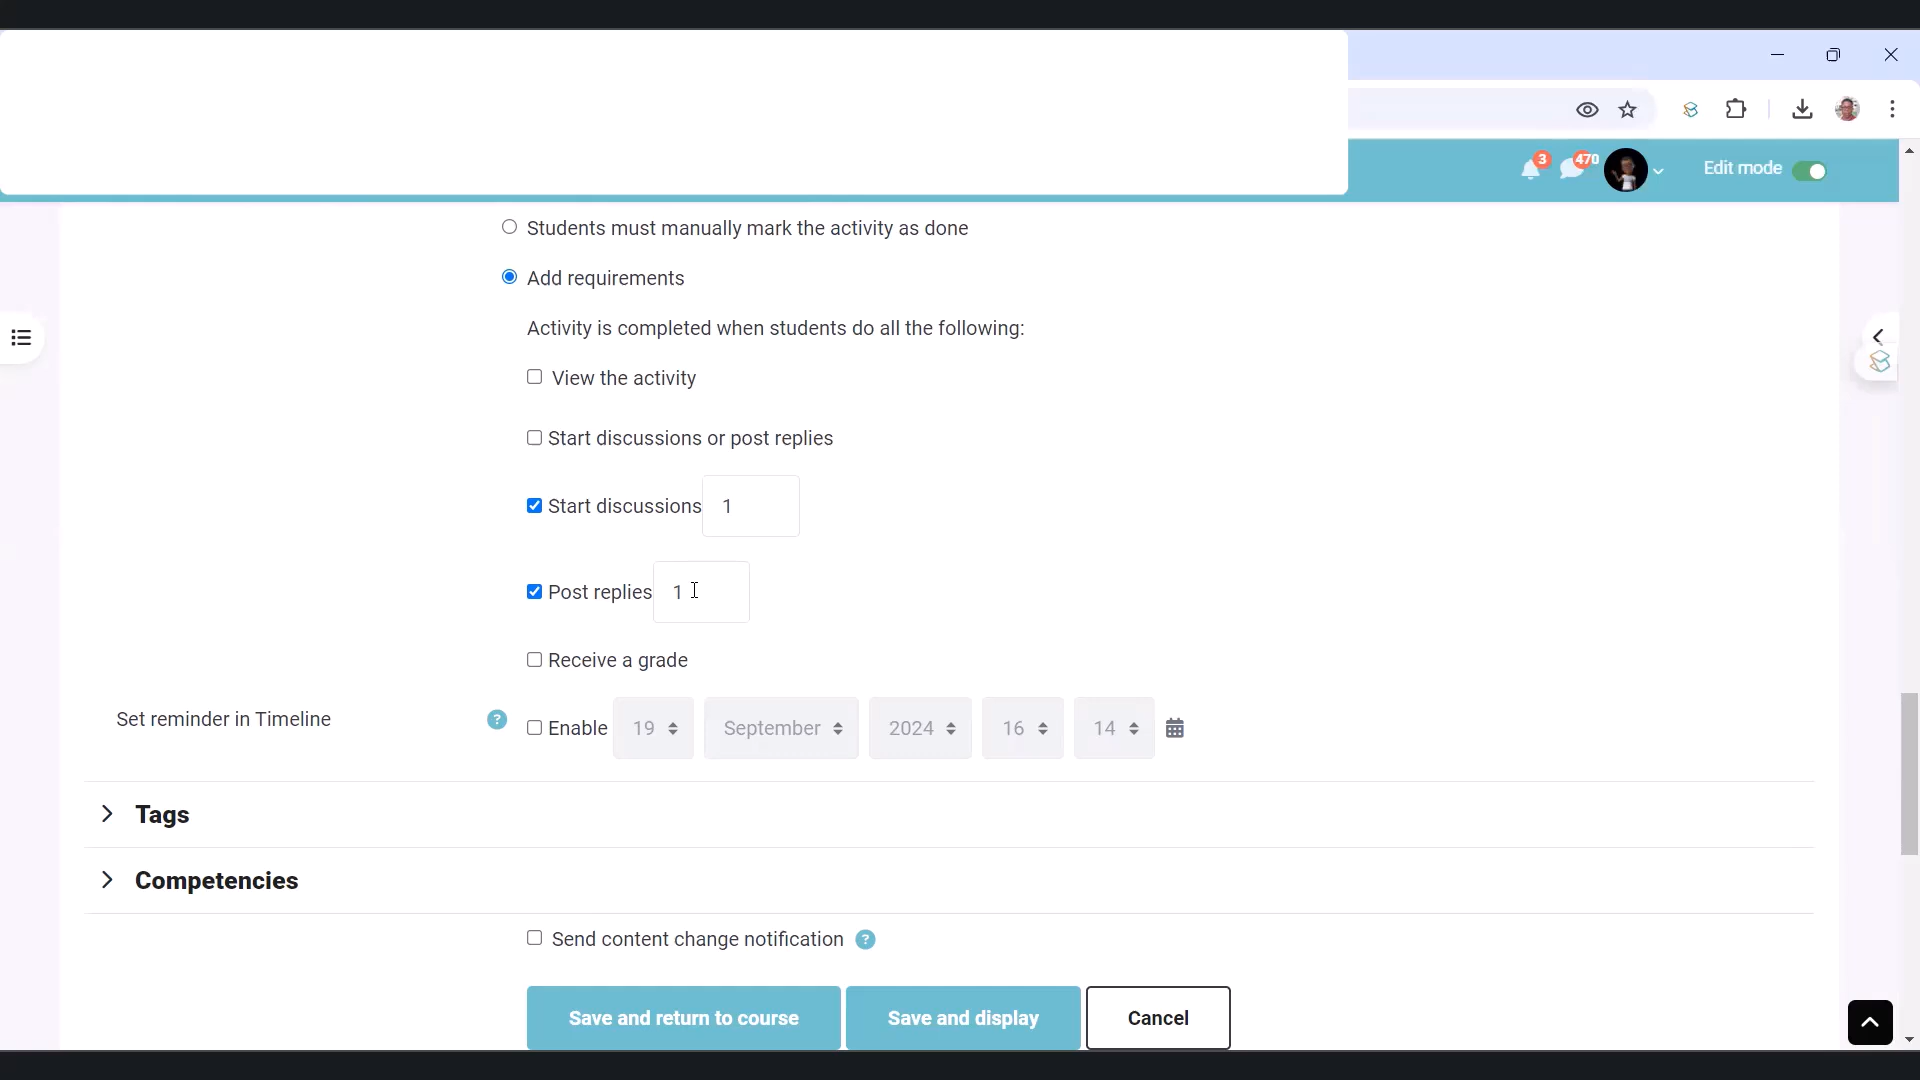 3
470
Edit mode
Students must manually mark the activity as done
Add requirements
Activity is completed when students do all the following:
View the activity
Start discussions or post replies
Start discussions 1
Post replies 1
Receive a grade
Set reminder in Timeline ? Enable 19 September 2024 16 14
Tags
Competencies
Send content change notification ?
Save and return to course Save and display Cancel